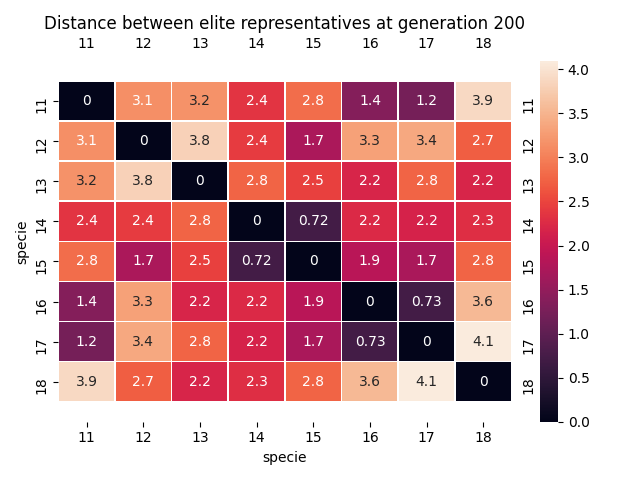 Distance between elite representatives at generation 200
11 12 13 14 15 16 17 18
11 0 3.1 3.2 2.4 2.8 1.4 1.2 3.9 11
12 3.1 0 3.8 2.4 1.7 3.3 3.4 2.7 12
13 3.2 3.8 0 2.8 2.5 2.2 2.8 2.2 13
14 2.4 2.4 2.8 0 0.72 2.2 2.2 2.3 14
specie
15 2.8 1.7 2.5 0.72 0 1.9 1.7 2.8 15
16 1.4 3.3 2.2 2.2 1.9 0 0.73 3.6 16
17 1.2 3.4 2.8 2.2 1.7 0.73 0 4.1 17
18 3.9 2.7 2.2 2.3 2.8 3.6 4.1 0 18
11 12 13 14 15 16 17 18
specie
4.0
3.5
3.0
2.5
2.0
1.5
1.0
0.5
0.0